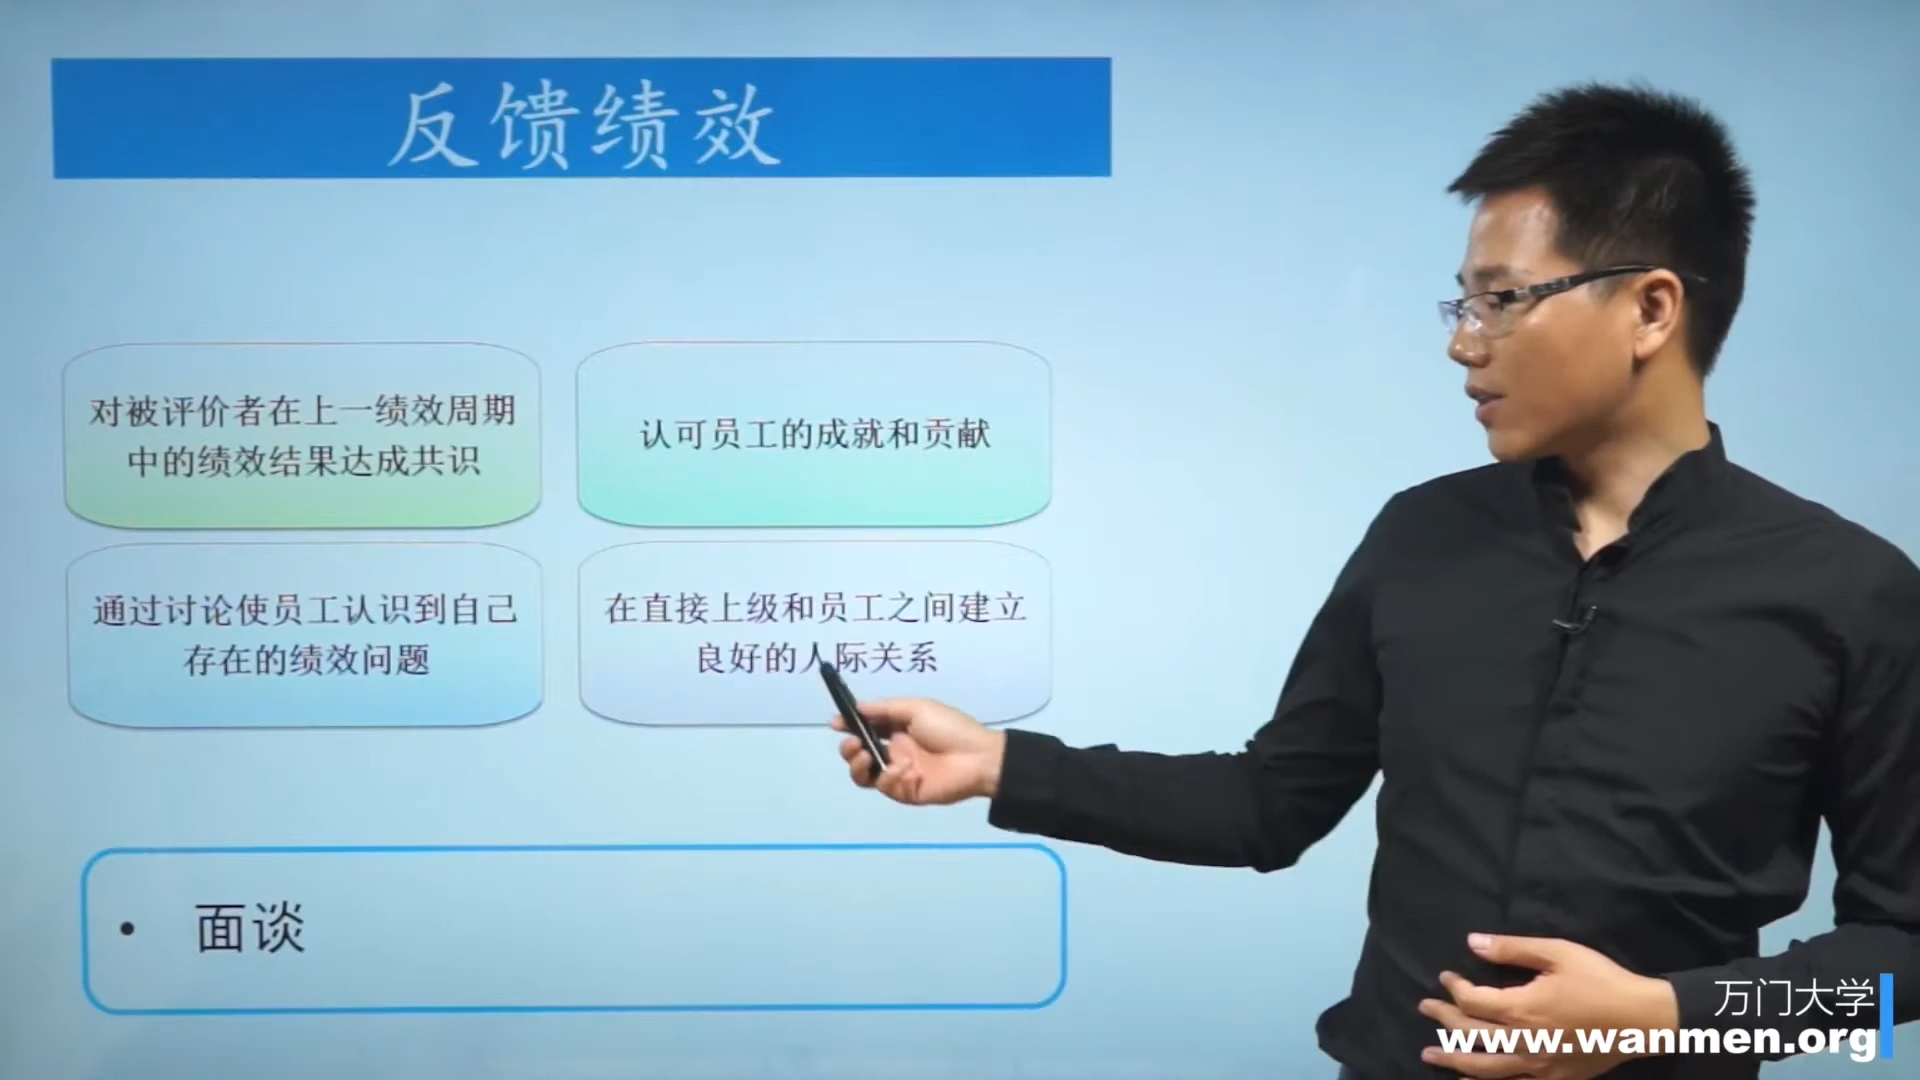 反馈绩效
对被评价者在上一绩效周期
中的绩效结果达成共识
认可员工的成就和贡献
通过讨论使员工认识到自己
存在的绩效问题
在直接上级和员工之间建立
良好的人际关系
• 面谈
万门大学
www.wanmen.org